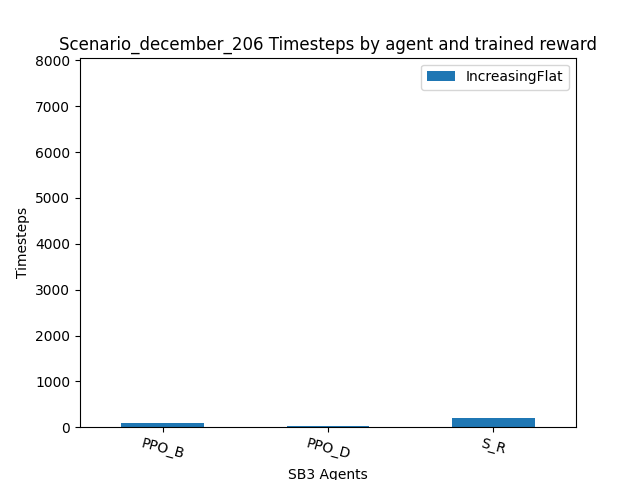 Scenario_december_206 Timesteps by agent and trained reward
IncreasingFlat
8000
7000
6000
5000
4000
3000
2000
1000
0
Timesteps
PPO_B
PPO_D
S_R
SB3 Agents